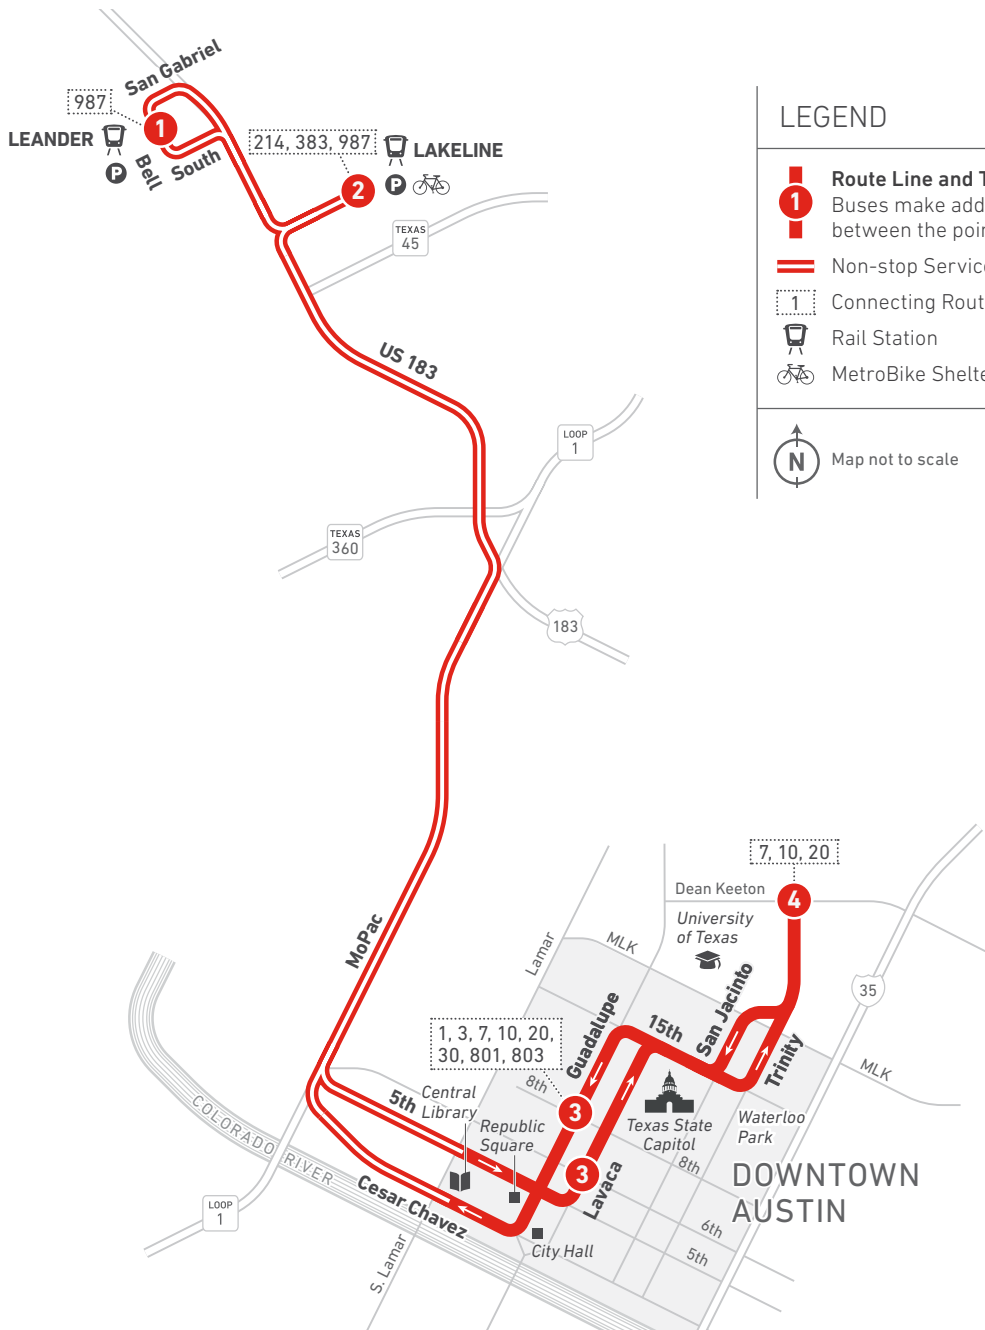 San Gabriel
987
LEANDER
1
P
Bell
South
214, 383, 987
LAKELINE
P
2
TEXAS
45
US 183
LOOP
1
TEXAS
360
183
LEGEND
1
Route Line and T
Buses make add
between the poin
Non-stop Service
1
Connecting Rout
Rail Station
MetroBike Shelte
N
Map not to scale
MoPac
7, 10, 20
Dean Keeton
4
University
of Texas
MLK
Lamar
35
San Jacinto
15th
Guadalupe
Trinity
MLK
1, 3, 7, 10, 20,
30, 801, 803
8th
3
Texas State
Capitol
Waterloo
Park
5th
Central
Library
Republic
Square
3
Lavaca
8th
DOWNTOWN
AUSTIN
COLORADO RIVER
Cesar Chavez
LOOP
1
S. Lamar
City Hall
6th
5th